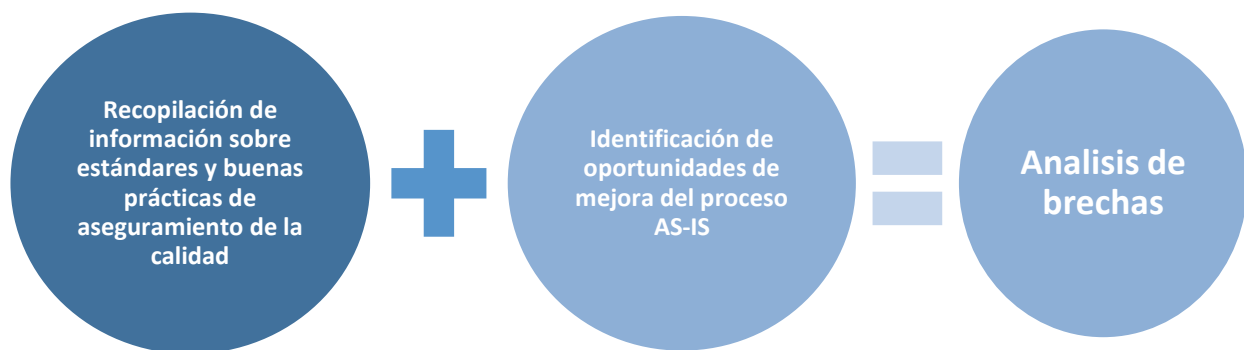 Recopilación de
información sobre
estándares y buenas
prácticas de
aseguramiento de la
calidad
Identificación de
oportunidades de
mejora del proceso
AS-IS
Analisis de
brechas